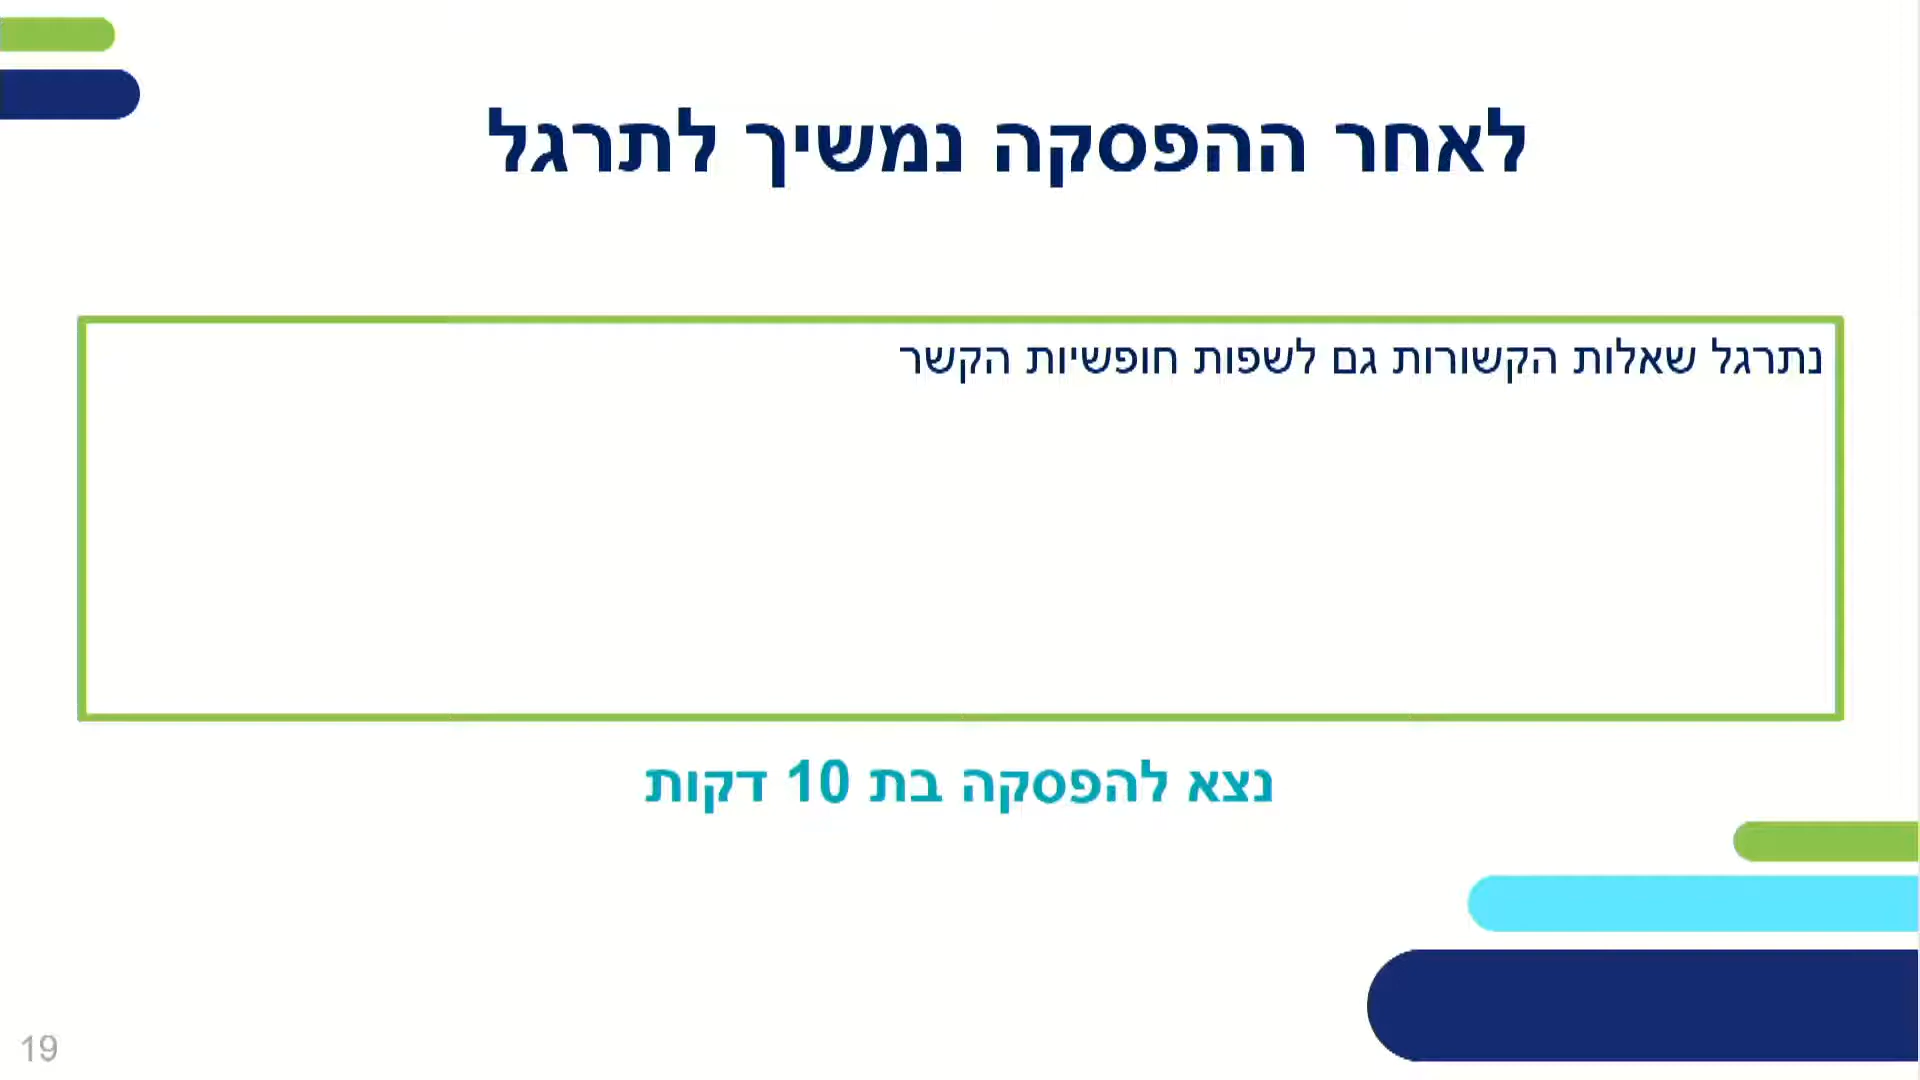 לאחר ההפסקה נמשיך לתרגל
נתרגל שאלות הקשורות גם לשפות חופשיות הקשר
נצא להפסקה בת 10 דקות
19